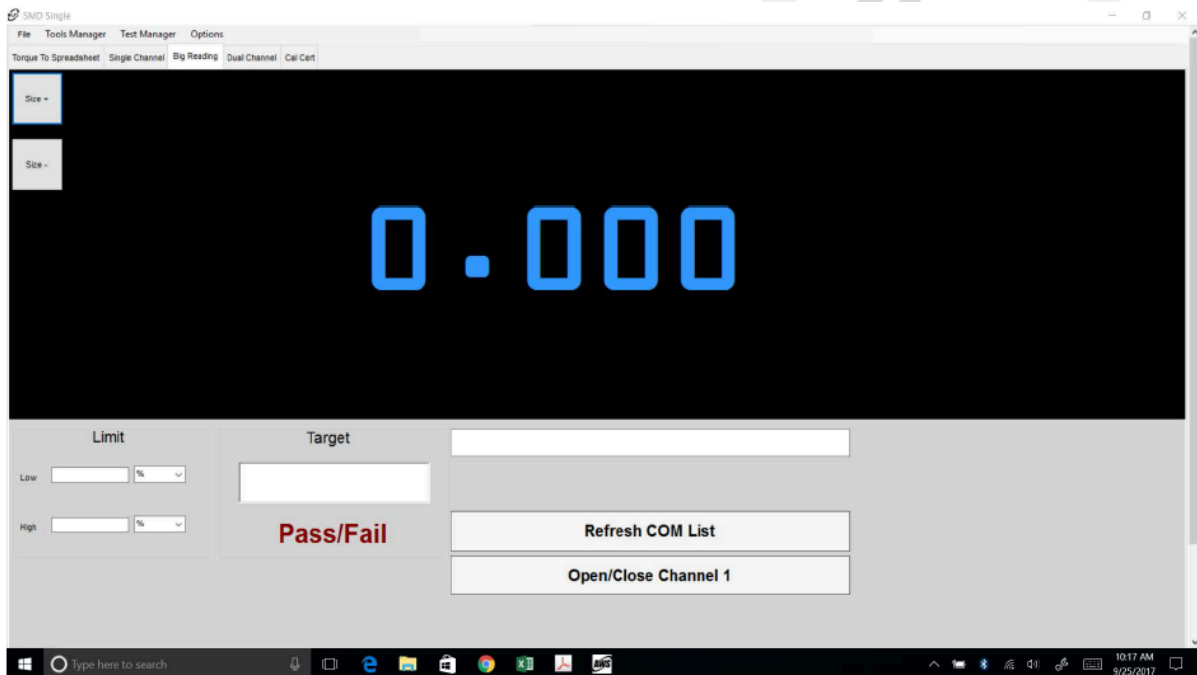 SMD Single
File Tools Manager Test Manager Options
Torque To Spreadsheet Single Channel Big Reading Dual Channel Cal Cert
Size +
Size -
0.000
Limit
Target
Low %
High %
Pass/Fail
Refresh COM List
Open/Close Channel 1
Type here to search
AWS
10:17 AM
9/25/2017